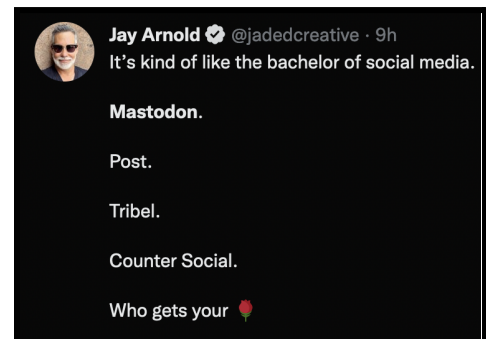 Jay Arnold @jadedcreative · 9h
It’s kind of like the bachelor of social media.
Mastodon.
Post.
Tribel.
Counter Social.
Who gets your 🌹